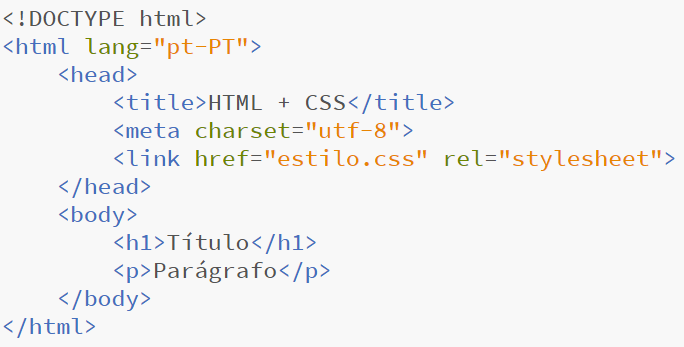 <!DOCTYPE html>
<html lang="pt-PT">
    <head>
        <title>HTML + CSS</title>
        <meta charset="utf-8">
        <link href="estilo.css" rel="stylesheet">
    </head>
    <body>
        <h1>Título</h1>
        <p>Parágrafo</p>
    </body>
</html>